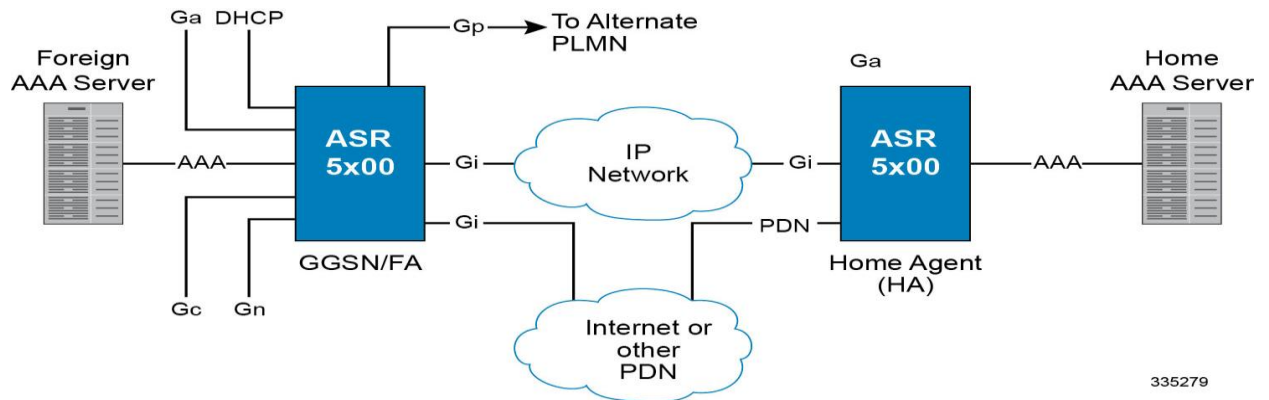 Ga DHCP
Gp
To Alternate
PLMN
Foreign
AAA Server
Ga
Home
AAA Server
ASR
5x00
IP
Network
ASR
5x00
AAA
Gi
Gi
AAA
Gi
PDN
GGSN/FA
Home Agent
(HA)
Gc Gn
Internet or
other
PDN
335279